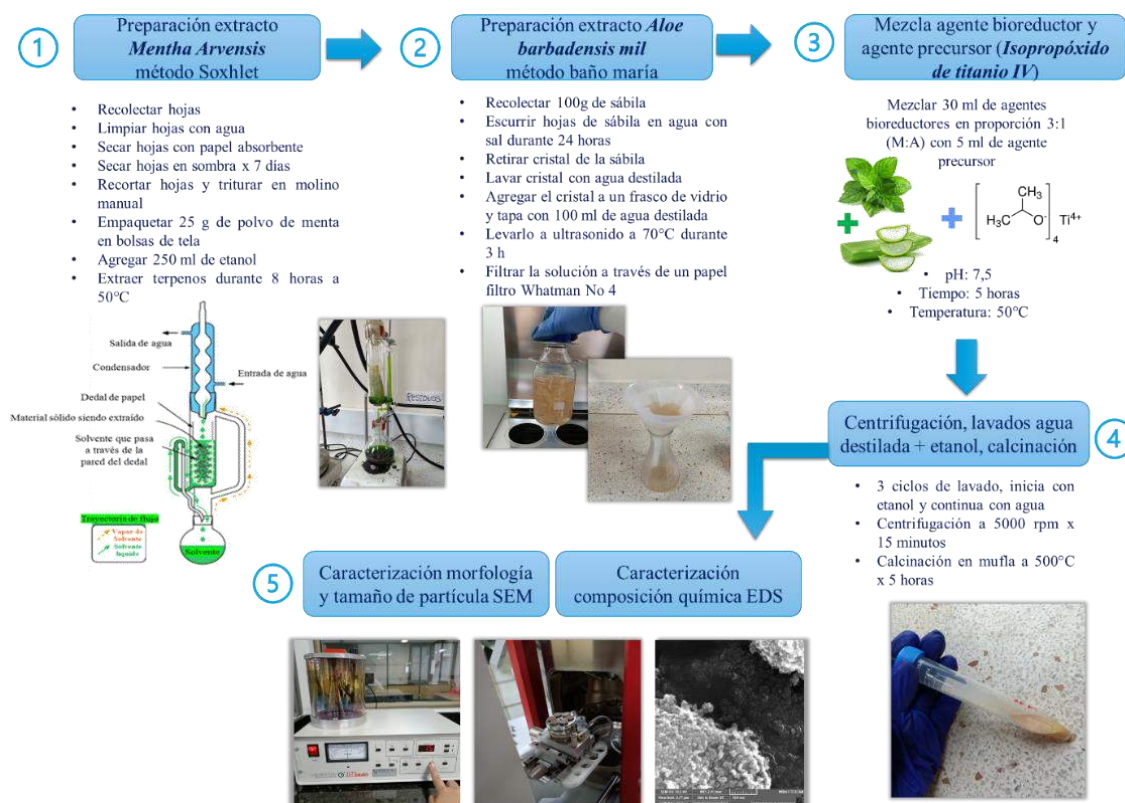 1
Preparación extracto
Mentha Arvensis
método Soxhlet
• Recolectar hojas
• Limpiar hojas con agua
• Secar hojas con papel absorbente
• Secar hojas en sombra x 7 días
• Recortar hojas y triturar en molino
manual
• Empaquetar 25 g de polvo de menta
en bolsas de tela
• Agregar 250 ml de etanol
• Extraer terpenos durante 8 horas a
50°C
Salida de agua
Condensador
Entrada de agua
Dedal de papel
Material sólido siendo extraído
Solvente que pasa
a través de la
pared del dedal
Trayectoria de flujo
Vapor de
Solvente
Solvente
líquido
Solvente
RESIDUOS
2
Preparación extracto Aloe
barbadensis mil
método baño maría
• Recolectar 100g de sábila
• Escurrir hojas de sábila en agua con
sal durante 24 horas
• Retirar cristal de la sábila
• Lavar cristal con agua destilada
• Agregar el cristal a un frasco de vidrio
y tapa con 100 ml de agua destilada
• Levarlo a ultrasonido a 70°C durante
3 h
• Filtrar la solución a través de un papel
filtro Whatman No 4
3
Mezcla agente bioreductor y
agente precursor (Isopropóxido
de titanio IV)
Mezclar 30 ml de agentes
bioreductores en proporción 3:1
(M:A) con 5 ml de agente
precursor
CH₃
H₃C
O⁻
4
Ti⁴⁺
• pH: 7,5
• Tiempo: 5 horas
• Temperatura: 50°C
Centrifugación, lavados agua
destilada + etanol, calcinación
4
• 3 ciclos de lavado, inicia con
etanol y continua con agua
• Centrifugación a 5000 rpm x
15 minutos
• Calcinación en mufla a 500°C
x 5 horas
5
Caracterización morfología
y tamaño de partícula SEM
Caracterización
composición química EDS